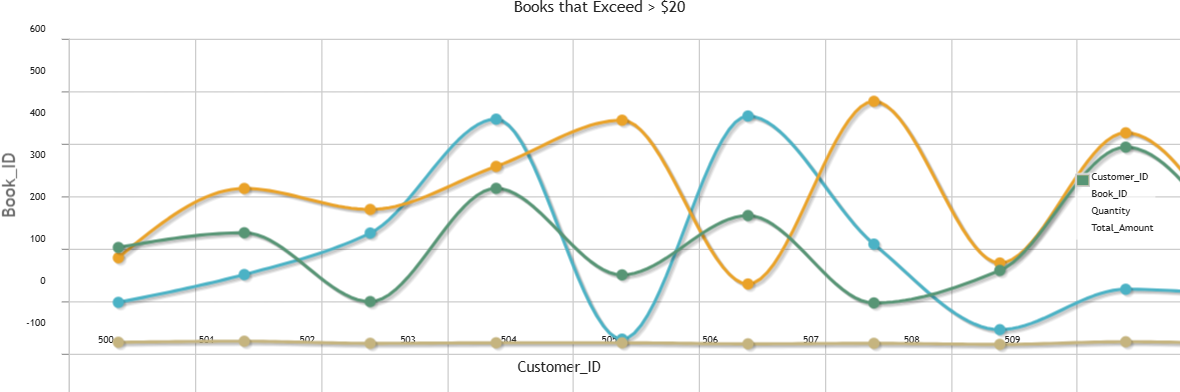 Books that Exceed > $20
600
500
400
300
200
100
0
-100
Book_ID
Customer_ID
Book_ID
Quantity
Total_Amount
500 501 502 503 504 505 506 507 508 509
Customer_ID